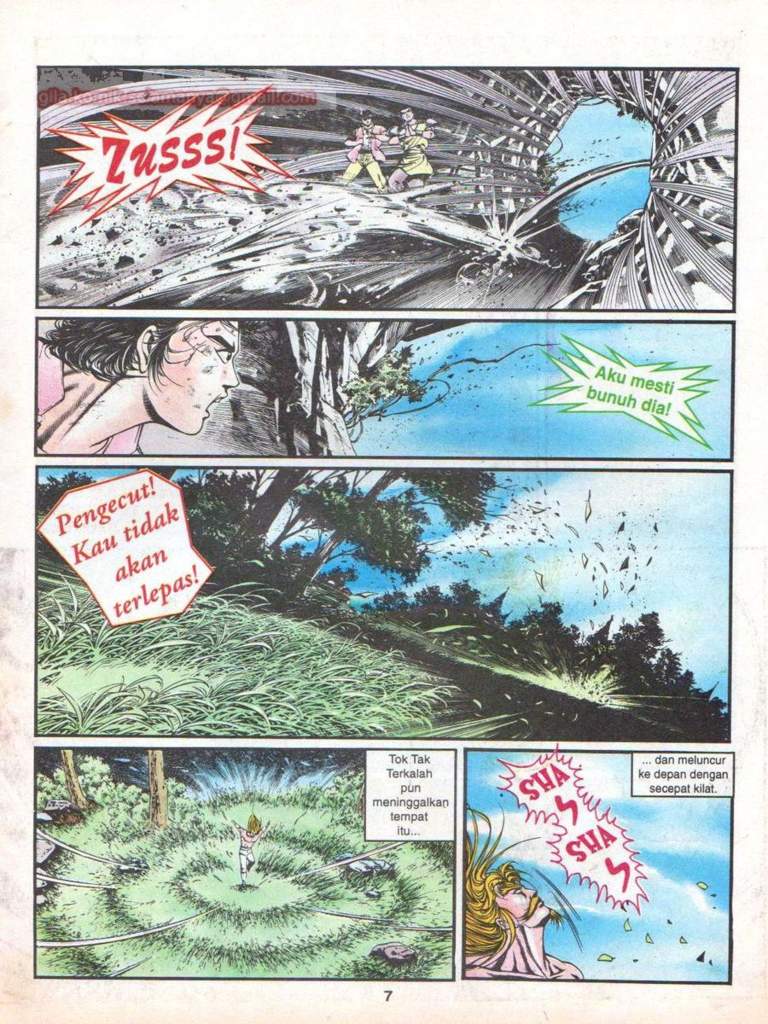 ZUSSS!
Aku mesti
bunuh dia!
Pengecut!
Kau tidak
akan
terlepas!
Tok Tak
Terkalah
pun
meninggalkan
tempat
itu...
... dan meluncur
ke depan dengan
secepat kilat.
SHA
SHA
7